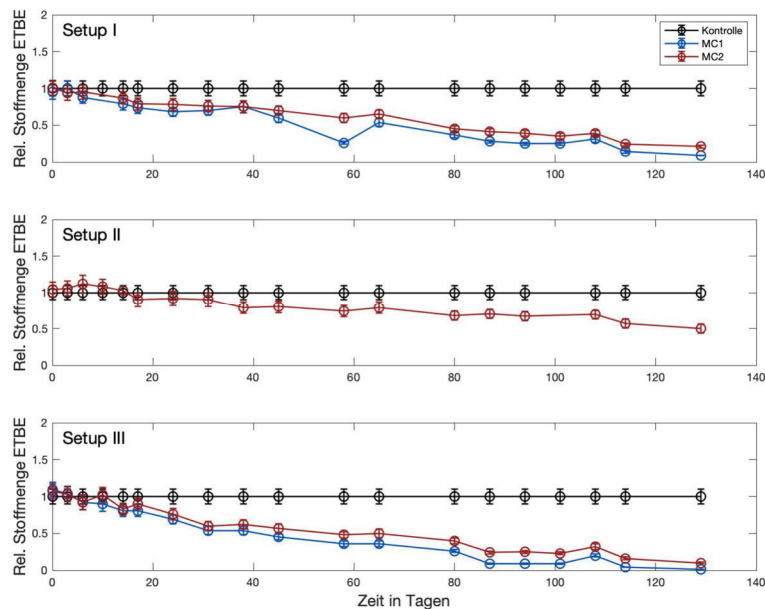 Setup I
Kontrolle
MC1
MC2
Rel. Stoffmenge ETBE
2
1.5
1
0.5
0
0 20 40 60 80 100 120 140
Setup II
Rel. Stoffmenge ETBE
2
1.5
1
0.5
0
0 20 40 60 80 100 120 140
Setup III
Rel. Stoffmenge ETBE
2
1.5
1
0.5
0
0 20 40 60 80 100 120 140
Zeit in Tagen